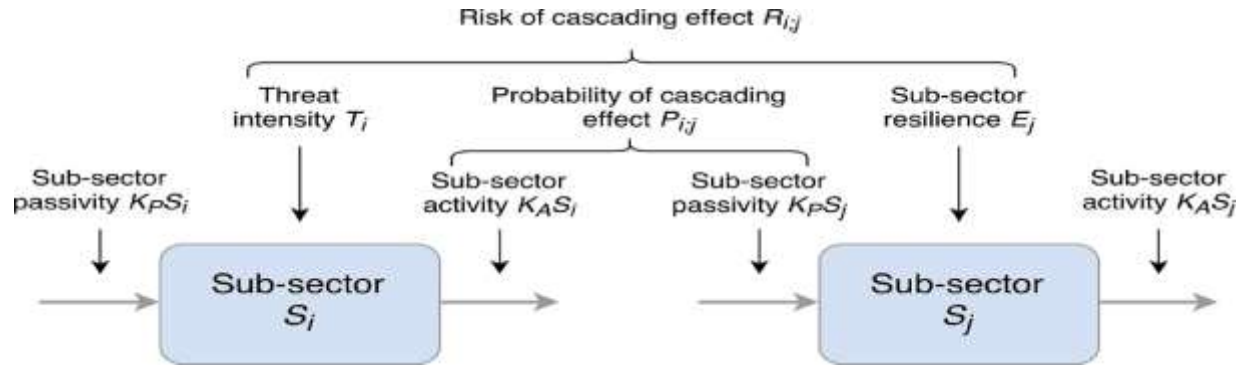 Risk of cascading effect R_{i;j}
Threat
intensity T_i
Probability of cascading
effect P_{i;j}
Sub-sector
resilience E_j
Sub-sector
passivity K_PS_i
Sub-sector
activity K_AS_i
Sub-sector
passivity K_PS_j
Sub-sector
activity K_AS_j
Sub-sector
S_i
Sub-sector
S_j